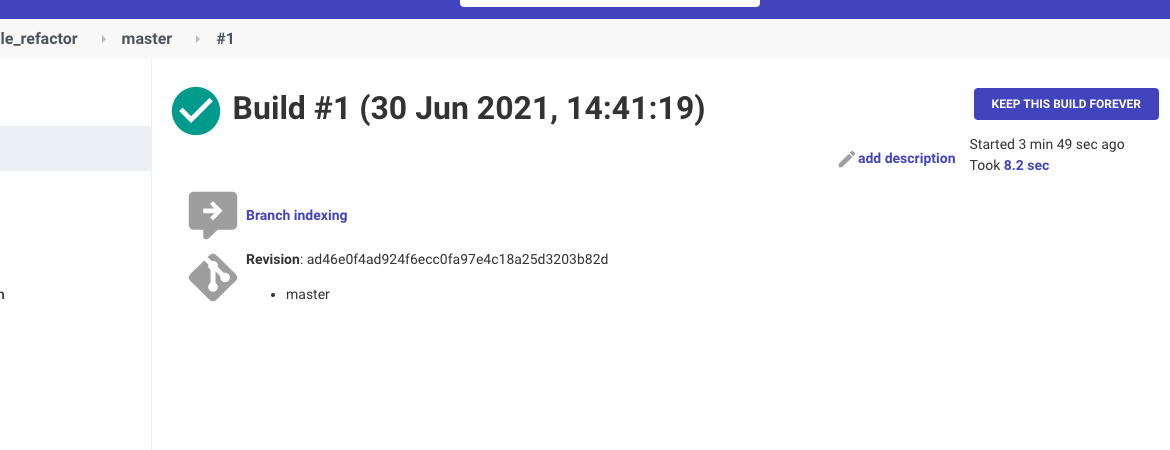 le_refactor master #1
Build #1 (30 Jun 2021, 14:41:19)
KEEP THIS BUILD FOREVER
add description
Started 3 min 49 sec ago
Took 8.2 sec
Branch indexing
Revision: ad46e0f4ad924f6ecc0fa97e4c18a25d3203b82d
• master